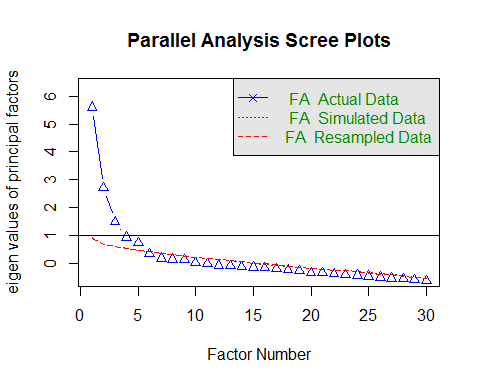 Parallel Analysis Scree Plots
eigen values of principal factors
6
5
4
3
2
1
0
FA  Actual Data
FA  Simulated Data
FA  Resampled Data
0 5 10 15 20 25 30
Factor Number